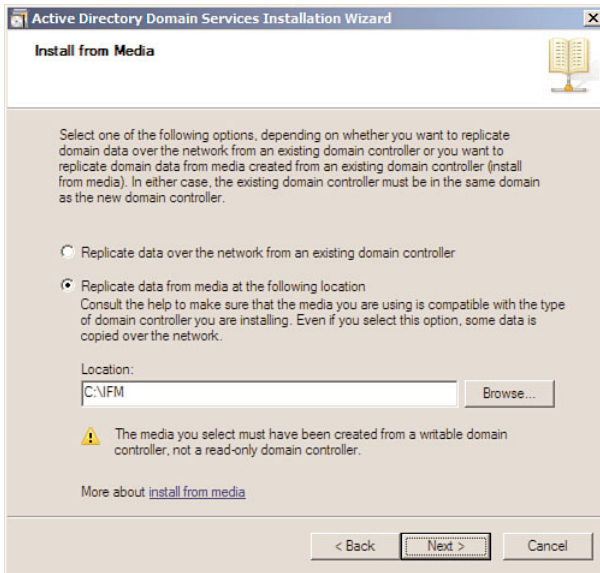 Active Directory Domain Services Installation Wizard
Install from Media
Select one of the following options, depending on whether you want to replicate
domain data over the network from an existing domain controller or you want to
replicate domain data from media created from an existing domain controller (install
from media). In either case, the existing domain controller must be in the same domain
as the new domain controller.
Replicate data over the network from an existing domain controller
Replicate data from media at the following location
Consult the help to make sure that the media you are using is compatible with the type
of domain controller you are installing. Even if you select this option, some data is
copied over the network.
Location:
C:\IFM
Browse...
The media you select must have been created from a writable domain
controller, not a read-only domain controller.
More about install from media
< Back Next > Cancel